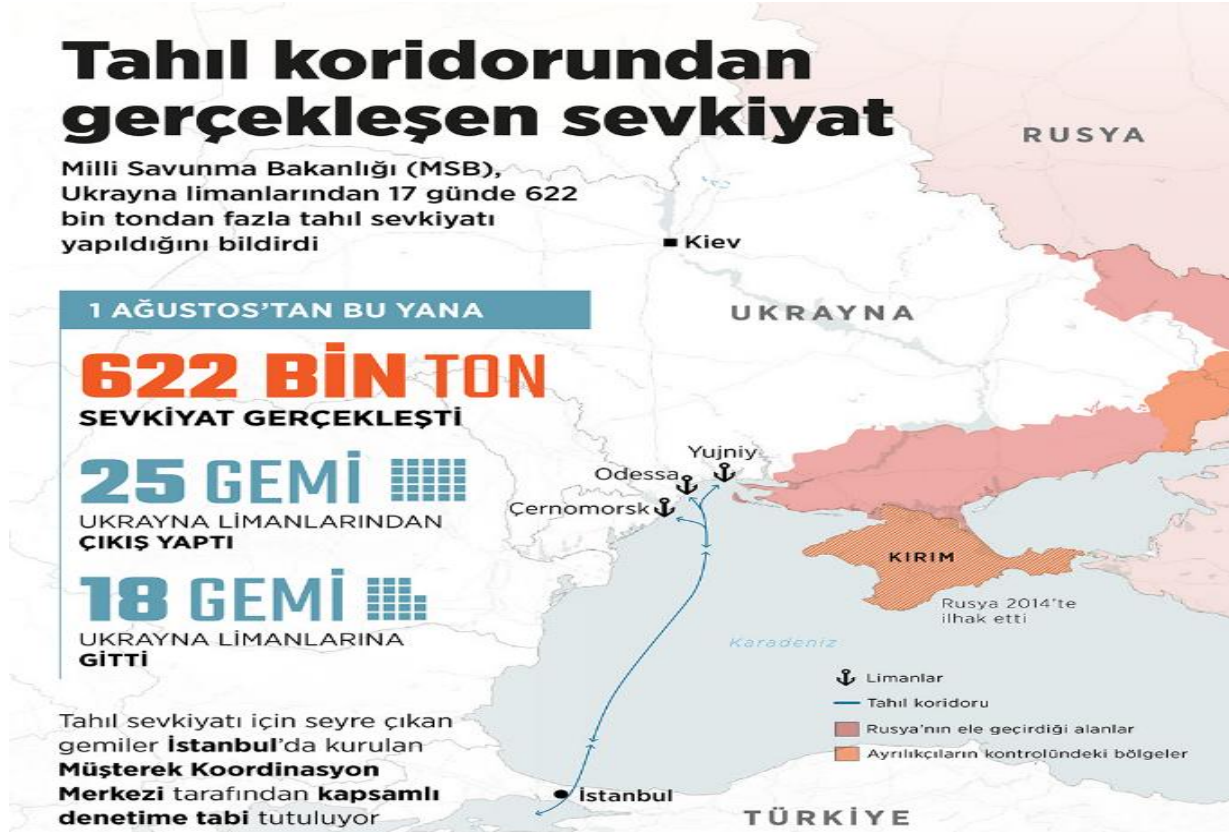 Tahıl koridorundan
gerçekleşen sevkiyat
Milli Savunma Bakanlığı (MSB),
Ukrayna limanlarından 17 günde 622
bin tondan fazla tahıl sevkiyatı
yapıldığını bildirdi
1 AĞUSTOS'TAN BU YANA
622 BİN TON
SEVKİYAT GERÇEKLEŞTİ
25 GEMİ
UKRAYNA LİMANLARINDAN
ÇIKIŞ YAPTI
18 GEMİ
UKRAYNA LİMANLARINA
GİTTİ
Tahıl sevkiyatı için seyre çıkan
gemiler İstanbul'da kurulan
Müşterek Koordinasyon
Merkezi tarafından kapsamlı
denetime tabi tutuluyor
RUSYA
Kiev
UKRAYNA
Yujniy
Odessa
Çernomorsk
KIRIM
Rusya 2014'te
ilhak etti
Karadeniz
Limanlar
Tahıl koridoru
Rusya'nın ele geçirdiği alanlar
Ayrılıkçıların kontrolündeki bölgeler
İstanbul
TÜRKİYE